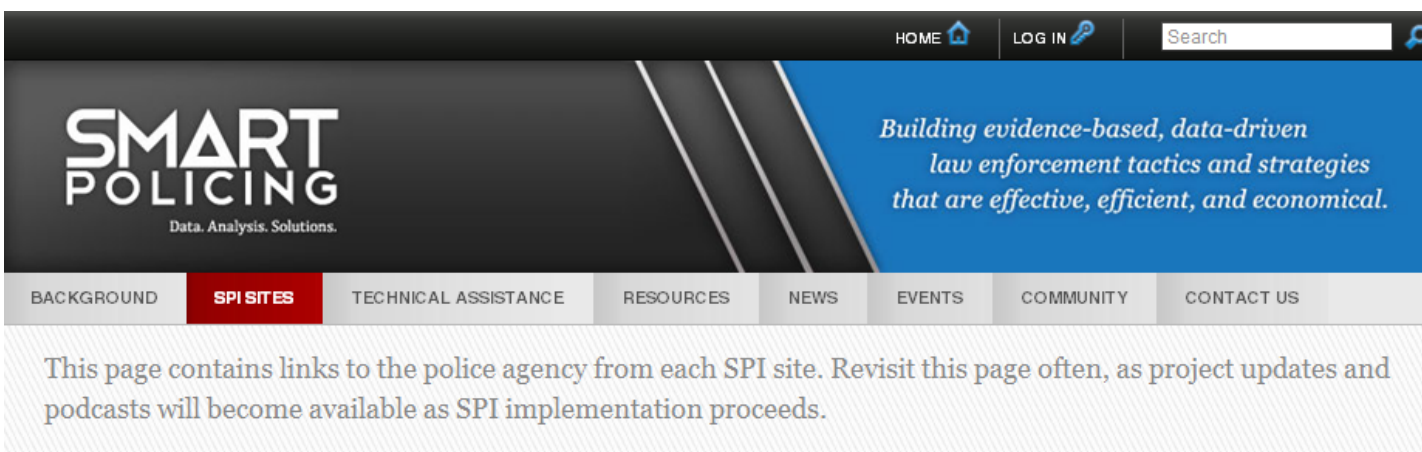 HOME LOG IN Search
SMART
POLICING
Data. Analysis. Solutions.
Building evidence-based, data-driven
law enforcement tactics and strategies
that are effective, efficient, and economical.
BACKGROUND SPI SITES TECHNICAL ASSISTANCE RESOURCES NEWS EVENTS COMMUNITY CONTACT US
This page contains links to the police agency from each SPI site. Revisit this page often, as project updates and
podcasts will become available as SPI implementation proceeds.